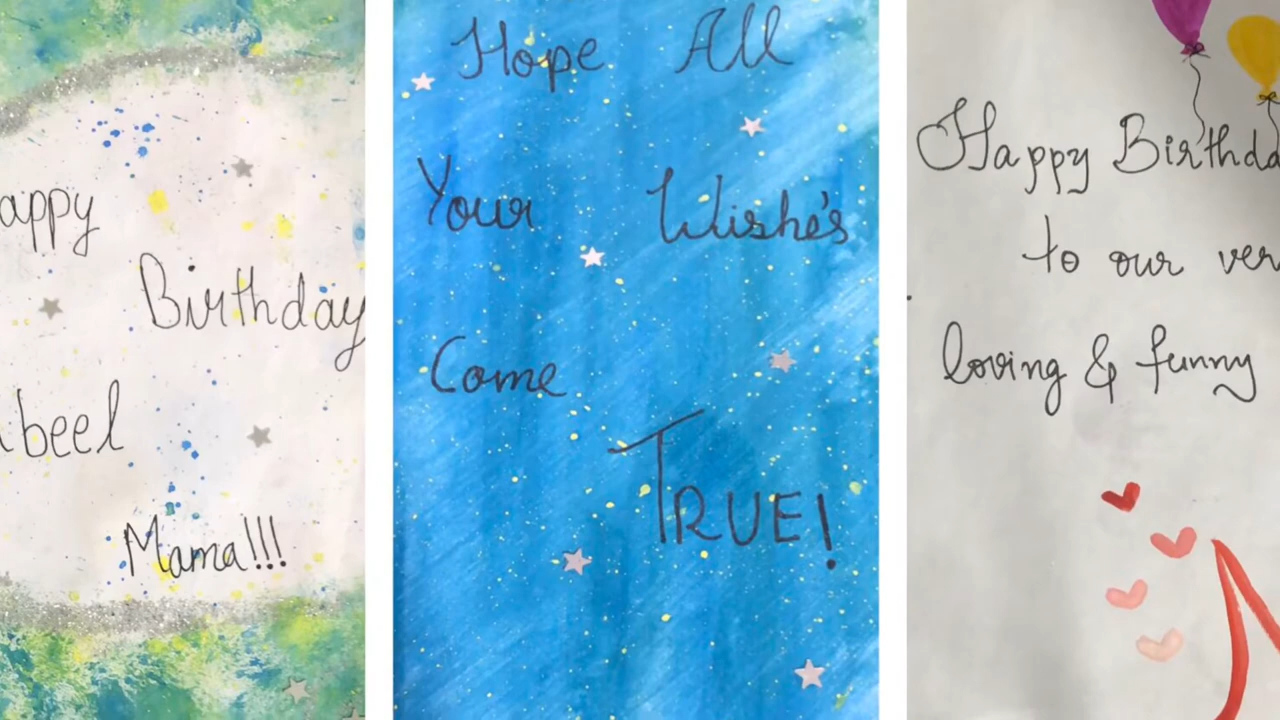 appy
Birthday
beel
Mama!!!
Hope All
Your Wishe's
Come
TRUE!
Happy Birthda
to our ver
loving & funny